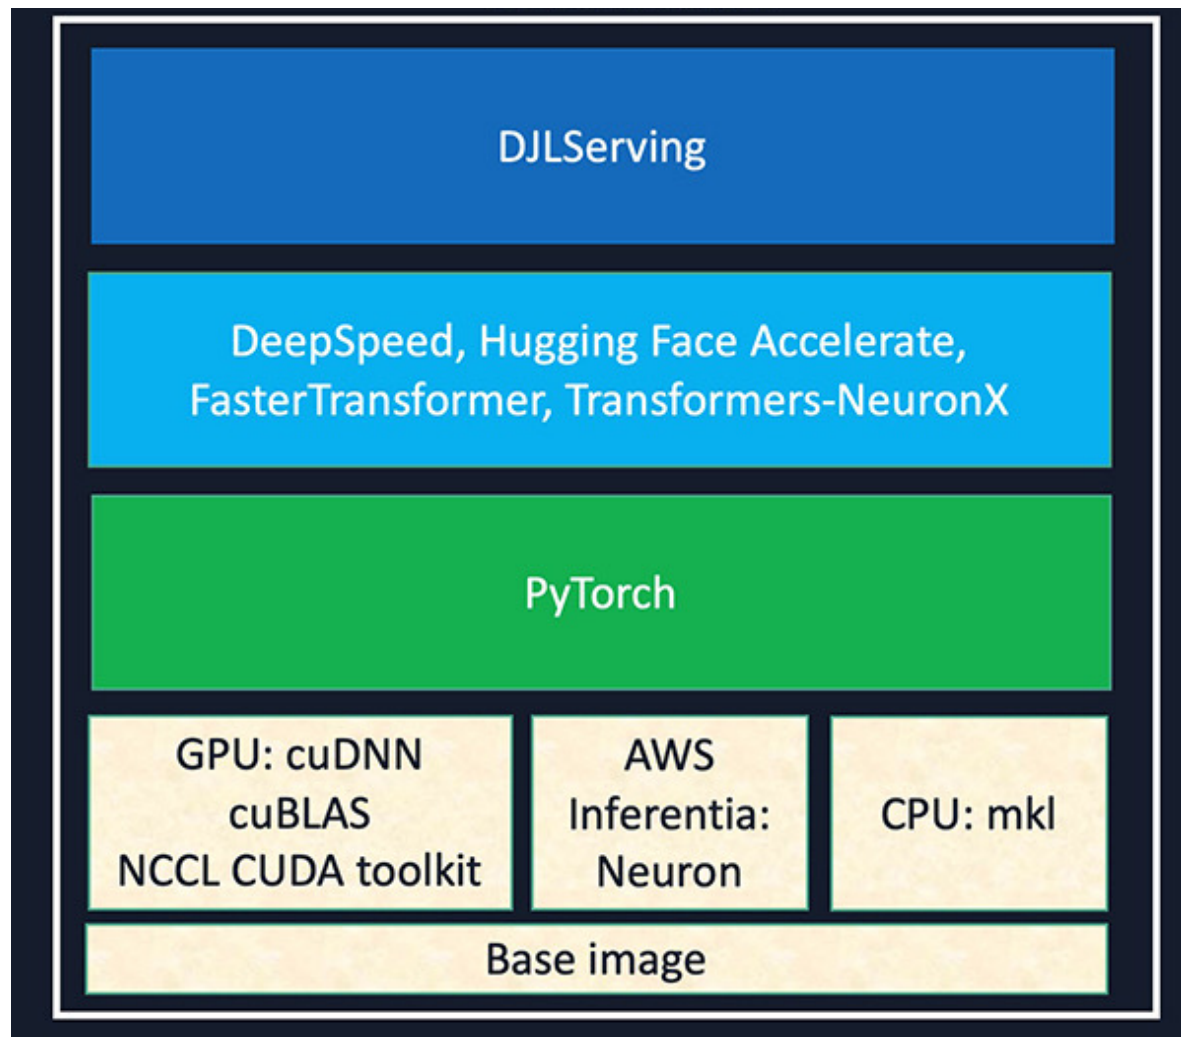 DJLServing
DeepSpeed, Hugging Face Accelerate,
FasterTransformer, Transformers-NeuronX
PyTorch
GPU: cuDNN
cuBLAS
NCCL CUDA toolkit
AWS
Inferentia:
Neuron
CPU: mkl
Base image